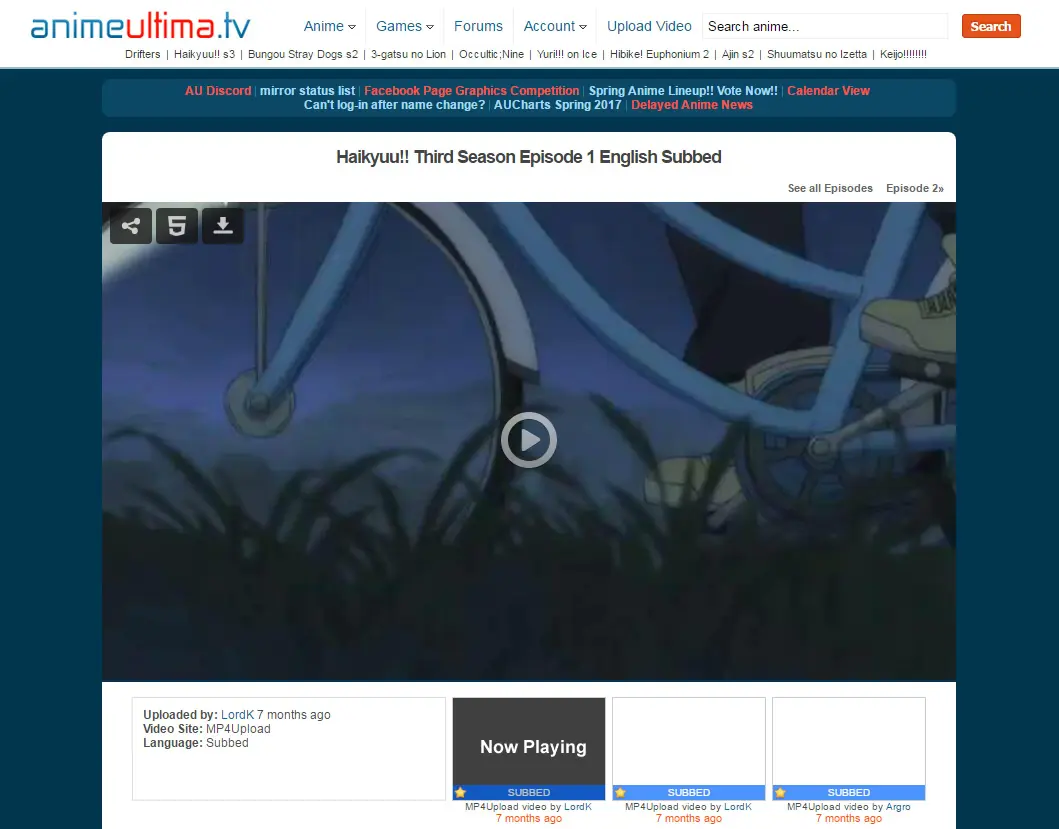 animeultima.tv
Anime Games Forums Account Upload Video Search anime... Search
Drifters | Haikyuu!! s3 | Bungou Stray Dogs s2 | 3-gatsu no Lion | Occultic;Nine | Yuri!!! on Ice | Hibike! Euphonium 2 | Ajin s2 | Shuumatsu no Izetta | Keijo!!!!!!!!
AU Discord | mirror status list | Facebook Page Graphics Competition | Spring Anime Lineup!! Vote Now!! | Calendar View
Can't log-in after name change? | AUCharts Spring 2017 | Delayed Anime News
Haikyuu!! Third Season Episode 1 English Subbed
See all Episodes Episode 2»
Uploaded by: LordK 7 months ago
Video Site: MP4Upload
Language: Subbed
Now Playing
SUBBED
MP4Upload video by LordK
7 months ago
SUBBED
MP4Upload video by LordK
7 months ago
SUBBED
MP4Upload video by Argro
7 months ago